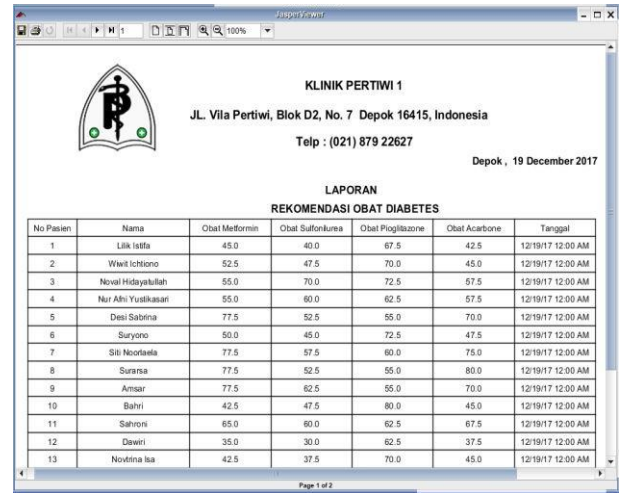 JasperViewer
1
100%
KLINIK PERTIWI 1
JL. Vila Pertiwi, Blok D2, No. 7 Depok 16415, Indonesia
Telp : (021) 879 22627
Depok , 19 December 2017
LAPORAN
REKOMENDASI OBAT DIABETES
No Pasien Nama Obat Metformin Obat Sulfonilurea Obat Pioglitazone Obat Acarbone Tanggal
1 Lilik Istifa 45.0 40.0 67.5 42.5 12/19/17 12:00 AM
2 Wiwit Ichtiono 52.5 47.5 70.0 45.0 12/19/17 12:00 AM
3 Noval Hidayatullah 55.0 70.0 72.5 57.5 12/19/17 12:00 AM
4 Nur Afni Yustikasari 55.0 60.0 62.5 57.5 12/19/17 12:00 AM
5 Desi Sabrina 77.5 52.5 55.0 70.0 12/19/17 12:00 AM
6 Suryono 50.0 45.0 72.5 47.5 12/19/17 12:00 AM
7 Siti Noorlaela 77.5 57.5 60.0 75.0 12/19/17 12:00 AM
8 Surarsa 77.5 52.5 55.0 80.0 12/19/17 12:00 AM
9 Amsar 77.5 62.5 55.0 70.0 12/19/17 12:00 AM
10 Bahri 42.5 47.5 80.0 45.0 12/19/17 12:00 AM
11 Sahroni 65.0 60.0 62.5 67.5 12/19/17 12:00 AM
12 Dawiri 35.0 30.0 62.5 37.5 12/19/17 12:00 AM
13 Novtrina Isa 42.5 37.5 70.0 45.0 12/19/17 12:00 AM
Page 1 of 2